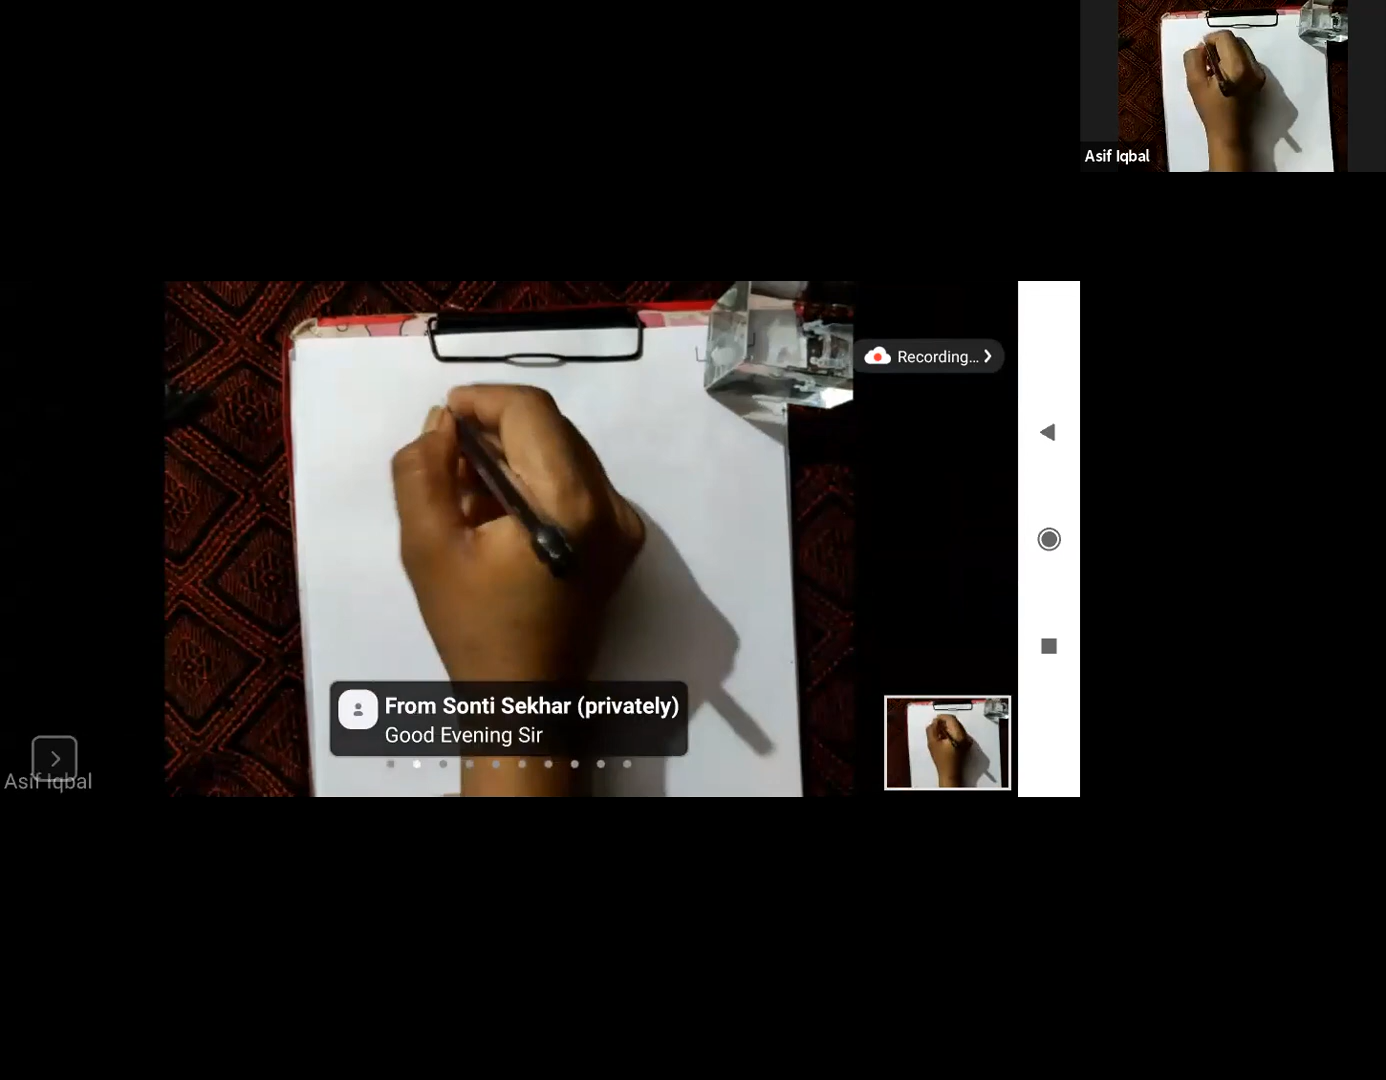 Asif Iqbal
Recording...
From Sonti Sekhar (privately)
Good Evening Sir
Asif Iqbal